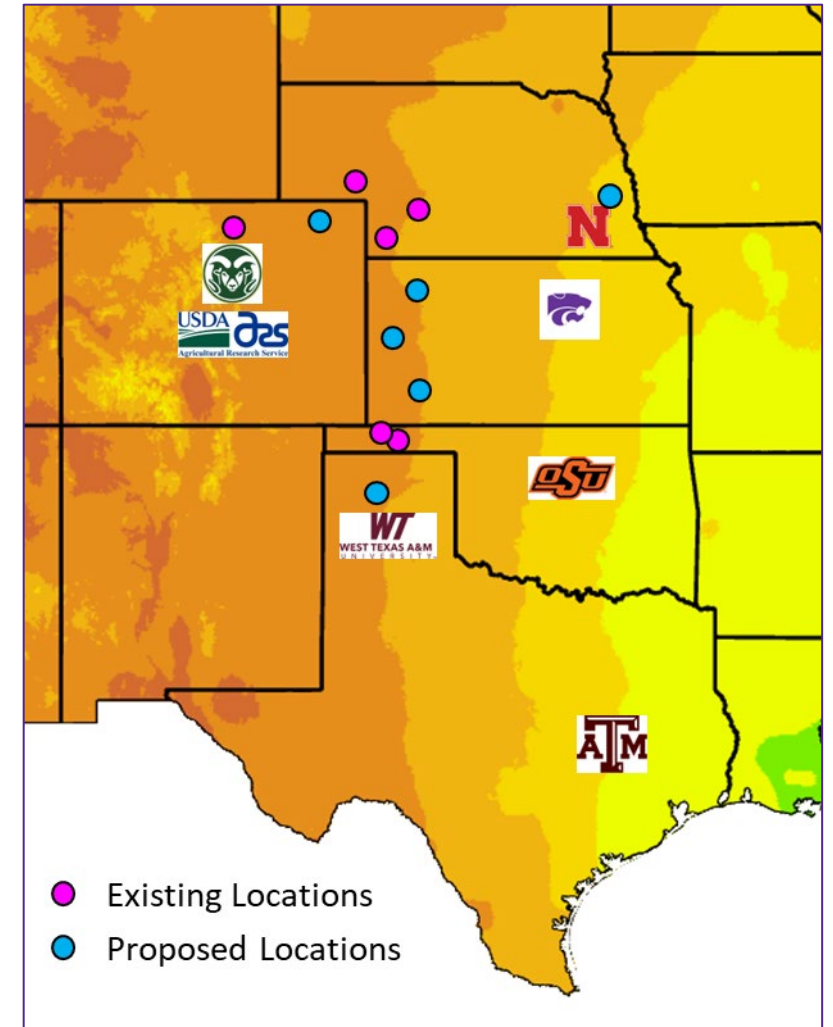 N
USDA ars
Agricultural Research Service
OSU
WT
WEST TEXAS A&M
UNIVERSITY
ATM
Existing Locations
Proposed Locations